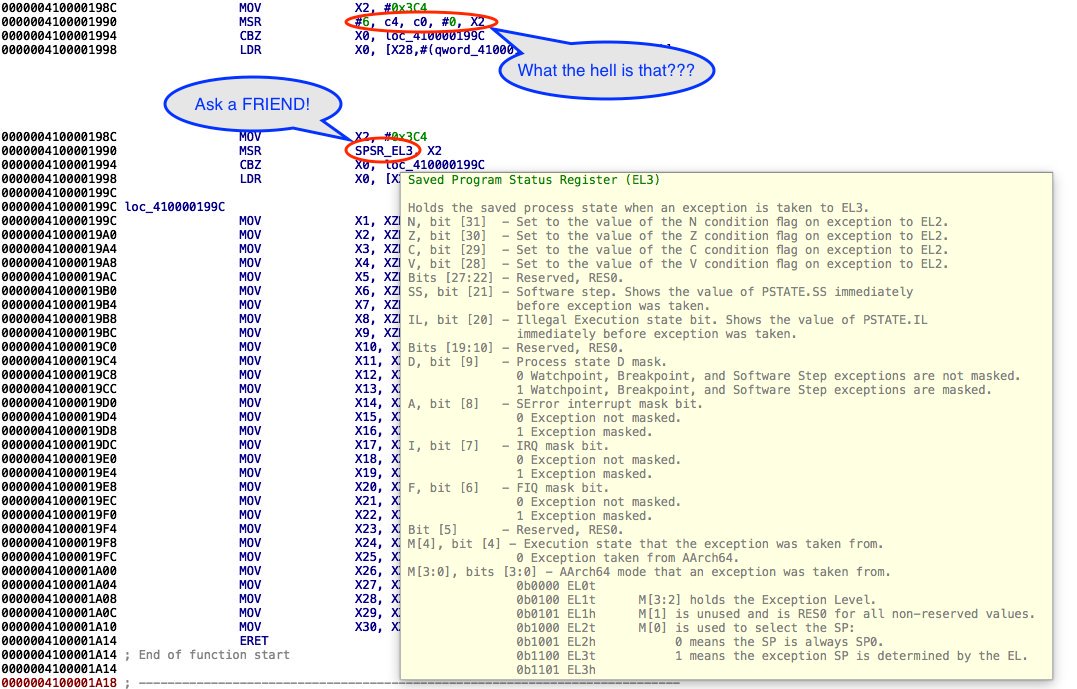 000000410000198C MOV X2, #0x3C4
0000004100001990 MSR #6, c4, c0, #0, X2
0000004100001994 CBZ X0, loc_410000199C
0000004100001998 LDR X0, [X28,#(qword_4100
What the hell is that???
Ask a FRIEND!
000000410000198C MOV X2, #0x3C4
0000004100001990 MSR SPSR_EL3, X2
0000004100001994 CBZ X0, loc_410000199C
0000004100001998 LDR X0, [X
000000410000199C
000000410000199C loc_410000199C
000000410000199C MOV X1, XZ
00000041000019A0 MOV X2, XZ
00000041000019A4 MOV X3, XZ
00000041000019A8 MOV X4, XZ
00000041000019AC MOV X5, XZ
00000041000019B0 MOV X6, XZ
00000041000019B4 MOV X7, XZ
00000041000019B8 MOV X8, XZ
00000041000019BC MOV X9, XZ
00000041000019C0 MOV X10, X
00000041000019C4 MOV X11, X
00000041000019C8 MOV X12, X
00000041000019CC MOV X13, X
00000041000019D0 MOV X14, X
00000041000019D4 MOV X15, X
00000041000019D8 MOV X16, X
00000041000019DC MOV X17, X
00000041000019E0 MOV X18, X
00000041000019E4 MOV X19, X
00000041000019E8 MOV X20, X
00000041000019EC MOV X21, X
00000041000019F0 MOV X22, X
00000041000019F4 MOV X23, X
00000041000019F8 MOV X24, X
00000041000019FC MOV X25, X
0000004100001A00 MOV X26, X
0000004100001A04 MOV X27, X
0000004100001A08 MOV X28, X
0000004100001A0C MOV X29, X
0000004100001A10 MOV X30, X
0000004100001A14 ERET
0000004100001A14 ; End of function start
0000004100001A14
0000004100001A18 ; ---------------------------------------------------------------------------
Saved Program Status Register (EL3)
Holds the saved process state when an exception is taken to EL3.
N, bit [31] – Set to the value of the N condition flag on exception to EL2.
Z, bit [30] – Set to the value of the Z condition flag on exception to EL2.
C, bit [29] – Set to the value of the C condition flag on exception to EL2.
V, bit [28] – Set to the value of the V condition flag on exception to EL2.
Bits [27:22] – Reserved, RES0.
SS, bit [21] – Software step. Shows the value of PSTATE.SS immediately
before exception was taken.
IL, bit [20] – Illegal Execution state bit. Shows the value of PSTATE.IL
immediately before exception was taken.
Bits [19:10] – Reserved, RES0.
D, bit [9] – Process state D mask.
0 Watchpoint, Breakpoint, and Software Step exceptions are not masked.
1 Watchpoint, Breakpoint, and Software Step exceptions are masked.
A, bit [8] – SError interrupt mask bit.
0 Exception not masked.
1 Exception masked.
I, bit [7] – IRQ mask bit.
0 Exception not masked.
1 Exception masked.
F, bit [6] – FIQ mask bit.
0 Exception not masked.
1 Exception masked.
Bit [5] – Reserved, RES0.
M[4], bit [4] – Execution state that the exception was taken from.
0 Exception taken from AArch64.
M[3:0], bits [3:0] – AArch64 mode that an exception was taken from.
0b0000 EL0t
0b0100 EL1t M[3:2] holds the Exception Level.
0b0101 EL1h M[1] is unused and is RES0 for all non-reserved values.
0b1000 EL2t M[0] is used to select the SP:
0b1001 EL2h 0 means the SP is always SP0.
0b1100 EL3t 1 means the exception SP is determined by the EL.
0b1101 EL3h